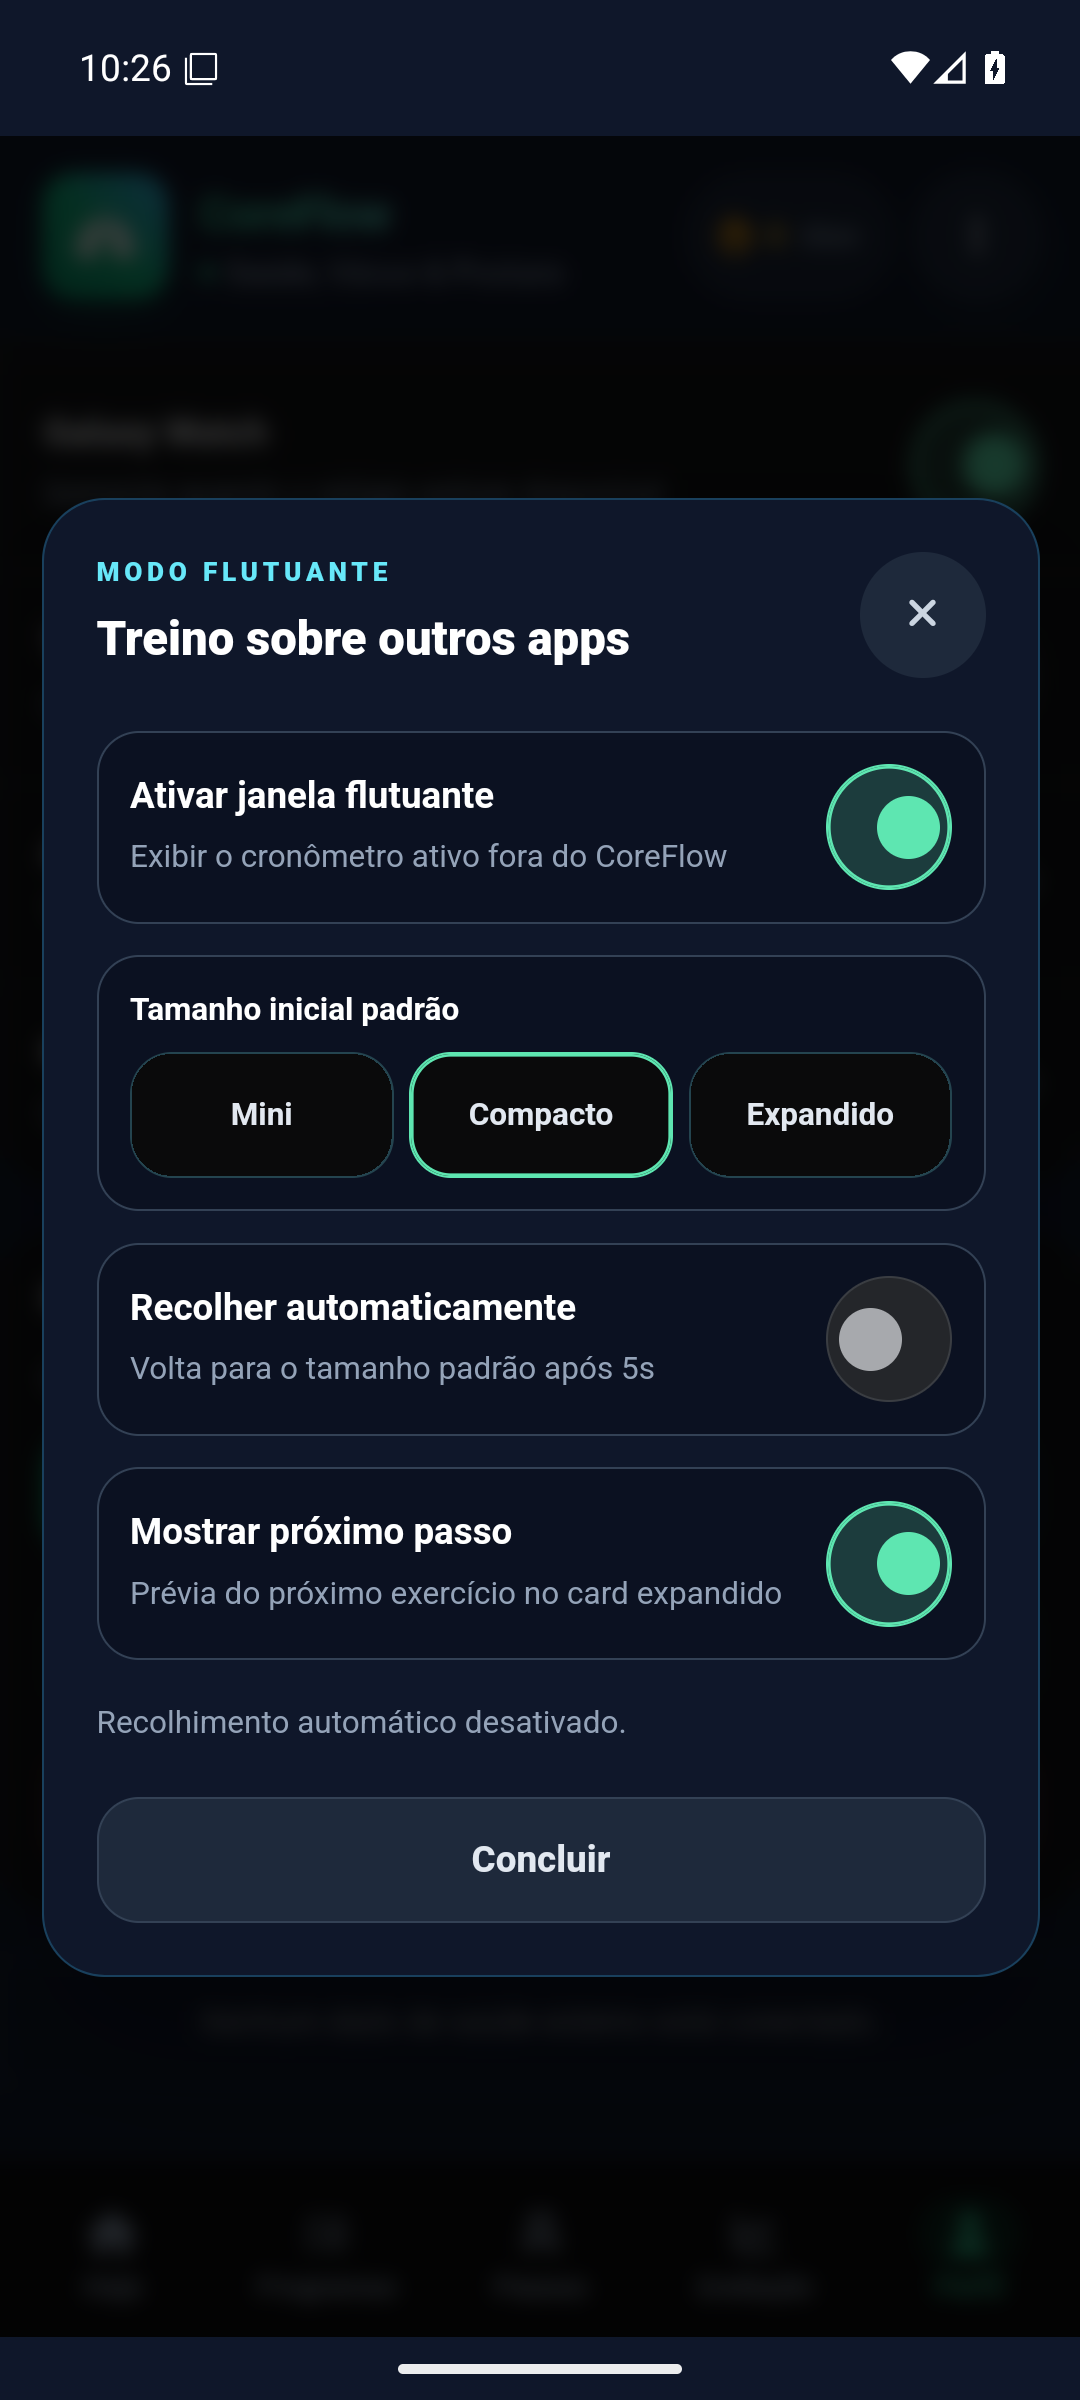 10:26
MODO FLUTUANTE
Treino sobre outros apps
Ativar janela flutuante
Exibir o cronômetro ativo fora do CoreFlow
Tamanho inicial padrão
Mini
Compacto
Expandido
Recolher automaticamente
Volta para o tamanho padrão após 5s
Mostrar próximo passo
Prévia do próximo exercício no card expandido
Recolhimento automático desativado.
Concluir